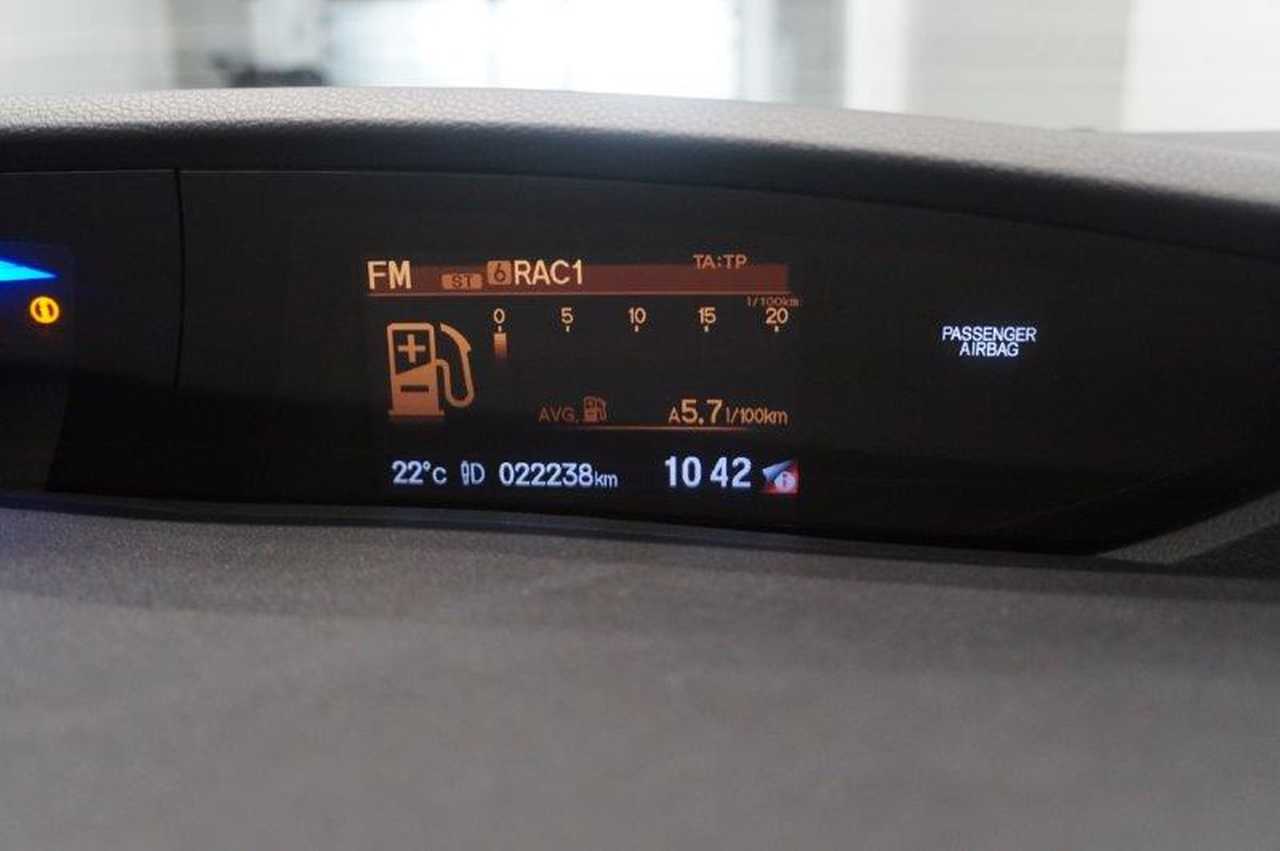 FM ST 6 RAC1 TA:TP
l/100km
0 5 10 15 20
AVG. A5.7 l/100km
22°c D 022238km 10 42 i
PASSENGER
AIRBAG